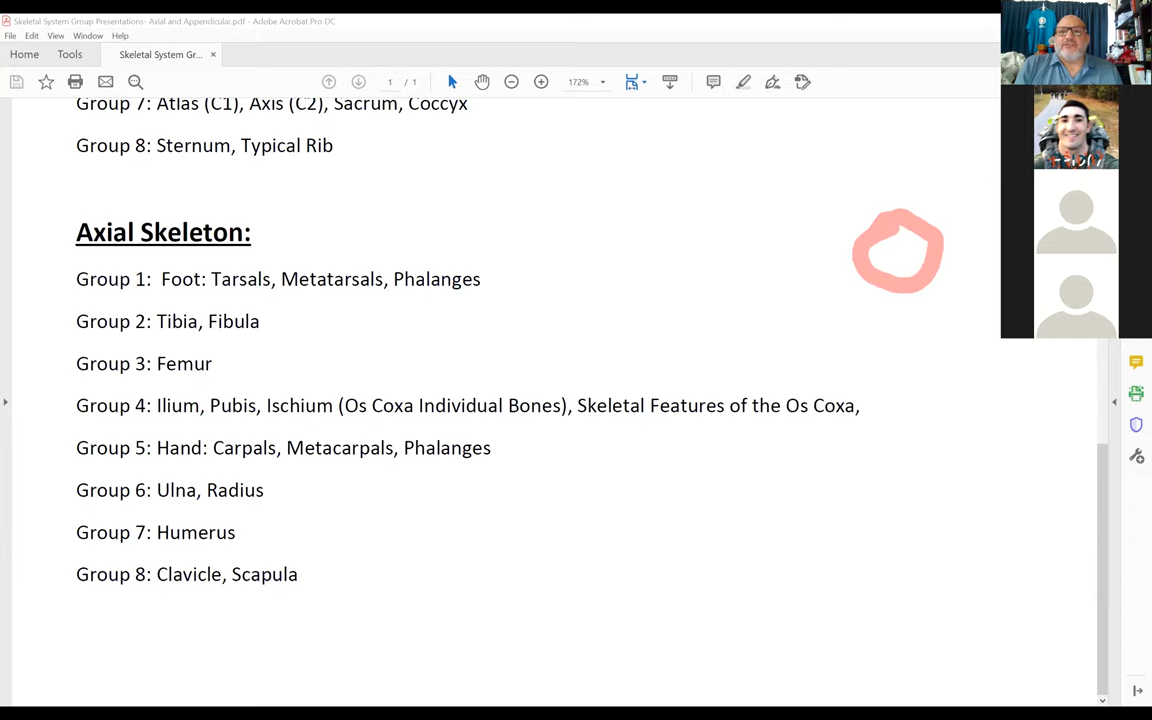 Skeletal System Group Presentations- Axial and Appendicular.pdf - Adobe Acrobat Pro DC
File Edit View Window Help
Home Tools Skeletal System Gr... ×
1 / 1 172%
Group 7: Atlas (C1), Axis (C2), Sacrum, Coccyx
Group 8: Sternum, Typical Rib
Axial Skeleton:
Group 1: Foot: Tarsals, Metatarsals, Phalanges
Group 2: Tibia, Fibula
Group 3: Femur
Group 4: Ilium, Pubis, Ischium (Os Coxa Individual Bones), Skeletal Features of the Os Coxa,
Group 5: Hand: Carpals, Metacarpals, Phalanges
Group 6: Ulna, Radius
Group 7: Humerus
Group 8: Clavicle, Scapula